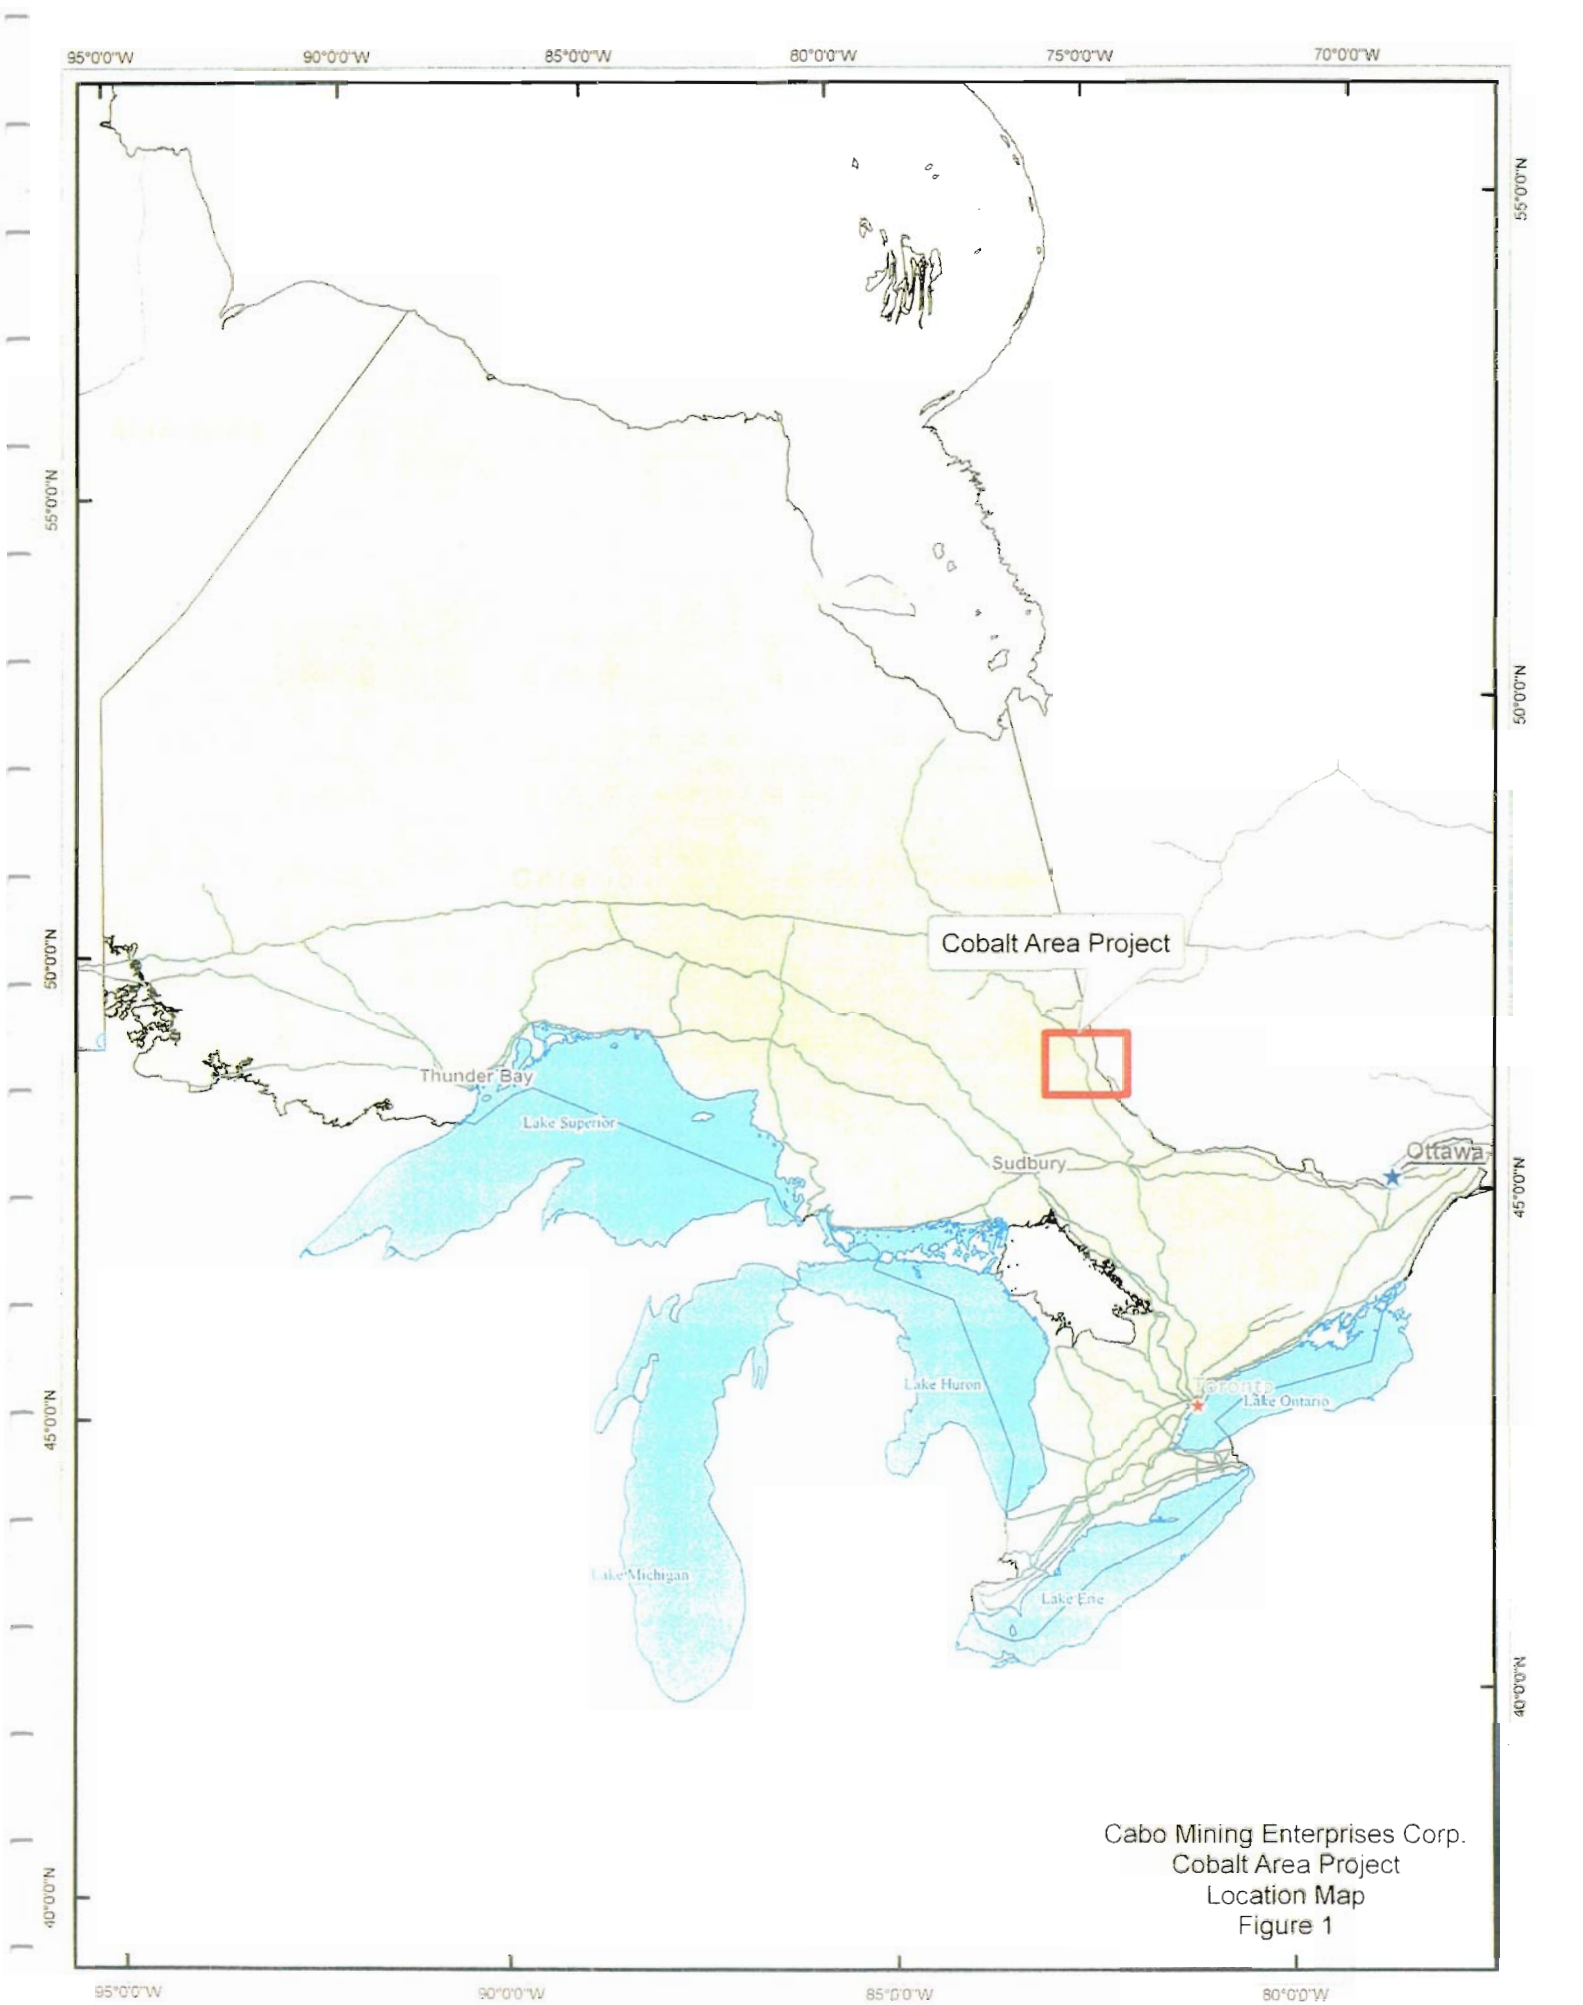 95°0'0"W 90°0'0"W 85°0'0"W 80°0'0"W 75°0'0"W 70°0'0"W
55°0'0"N
55°0'0"N
50°0'0"N
Cobalt Area Project
50°0'0"N
Thunder Bay
Lake Superior
Sudbury
Ottawa
45°0'0"N
Lake Huron
Toronto
Lake Ontario
45°0'0"N
Lake Michigan
Lake Erie
40°0'0"N
Cabo Mining Enterprises Corp.
Cobalt Area Project
Location Map
Figure 1
40°0'0"N
95°0'0"W 90°0'0"W 85°0'0"W 80°0'0"W